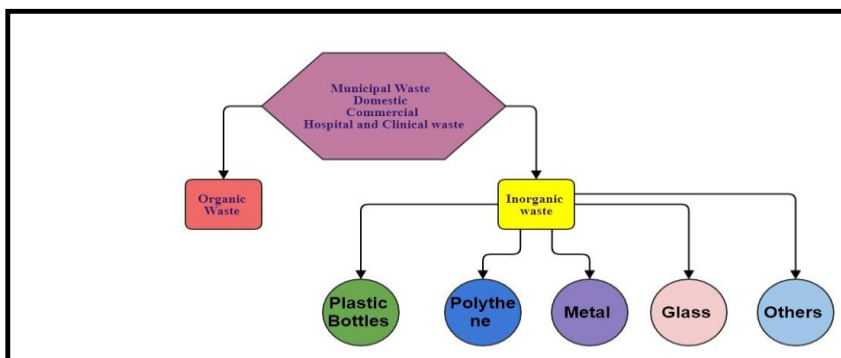 Municipal Waste
Domestic
Commercial
Hospital and Clinical waste
Organic
Waste
Inorganic
waste
Plastic
Bottles
Polythe
ne
Metal
Glass
Others